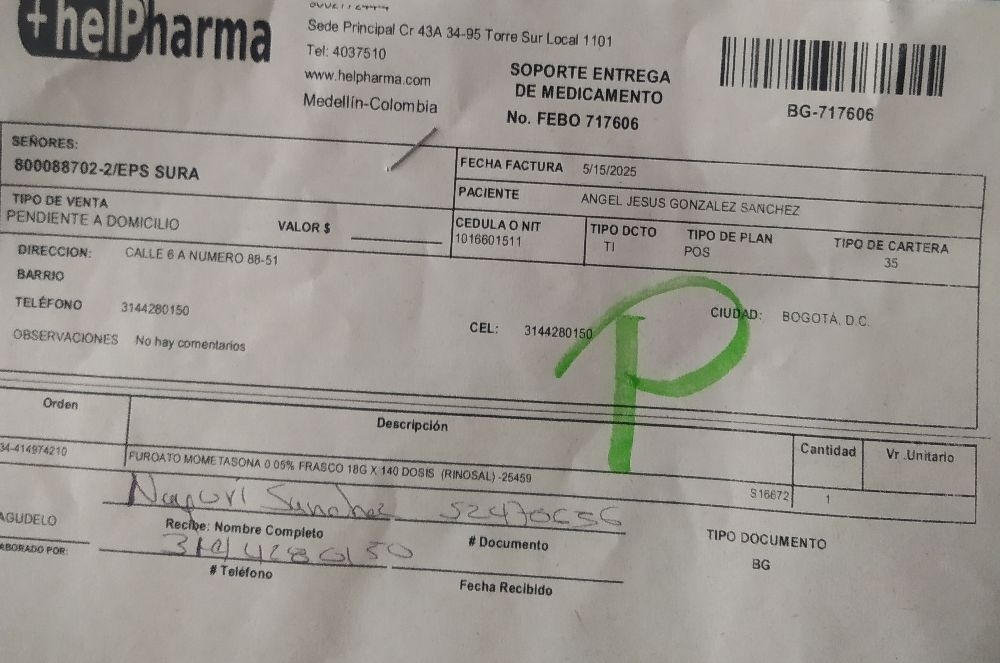 +helPharma
Sede Principal Cr 43A 34-95 Torre Sur Local 1101
Tel: 4037510
www.helpharma.com
Medellín-Colombia
SOPORTE ENTREGA
DE MEDICAMENTO
No. FEBO 717606
BG-717606
SEÑORES:
800088702-2/EPS SURA
FECHA FACTURA 5/15/2025
PACIENTE ANGEL JESUS GONZALEZ SANCHEZ
TIPO DE VENTA
PENDIENTE A DOMICILIO
VALOR $
CEDULA O NIT
1016601511
TIPO DCTO
TI
TIPO DE PLAN
POS
TIPO DE CARTERA
35
DIRECCION: CALLE 6 A NUMERO 88-51
BARRIO
TELÉFONO 3144280150
CEL: 3144280150
CIUDAD: BOGOTÁ, D.C.
OBSERVACIONES No hay comentarios
P
Orden
Descripción
Cantidad
Vr .Unitario
34-414974210
FUROATO MOMETASONA 0.05% FRASCO 18G X 140 DOSIS (RINOSAL) -25459
S16672
1
Sanchez 52470656
AGUDELO
Recibe: Nombre Completo
# Documento
TIPO DOCUMENTO
BG
ABORADO POR:
3144280150
# Teléfono
Fecha Recibido